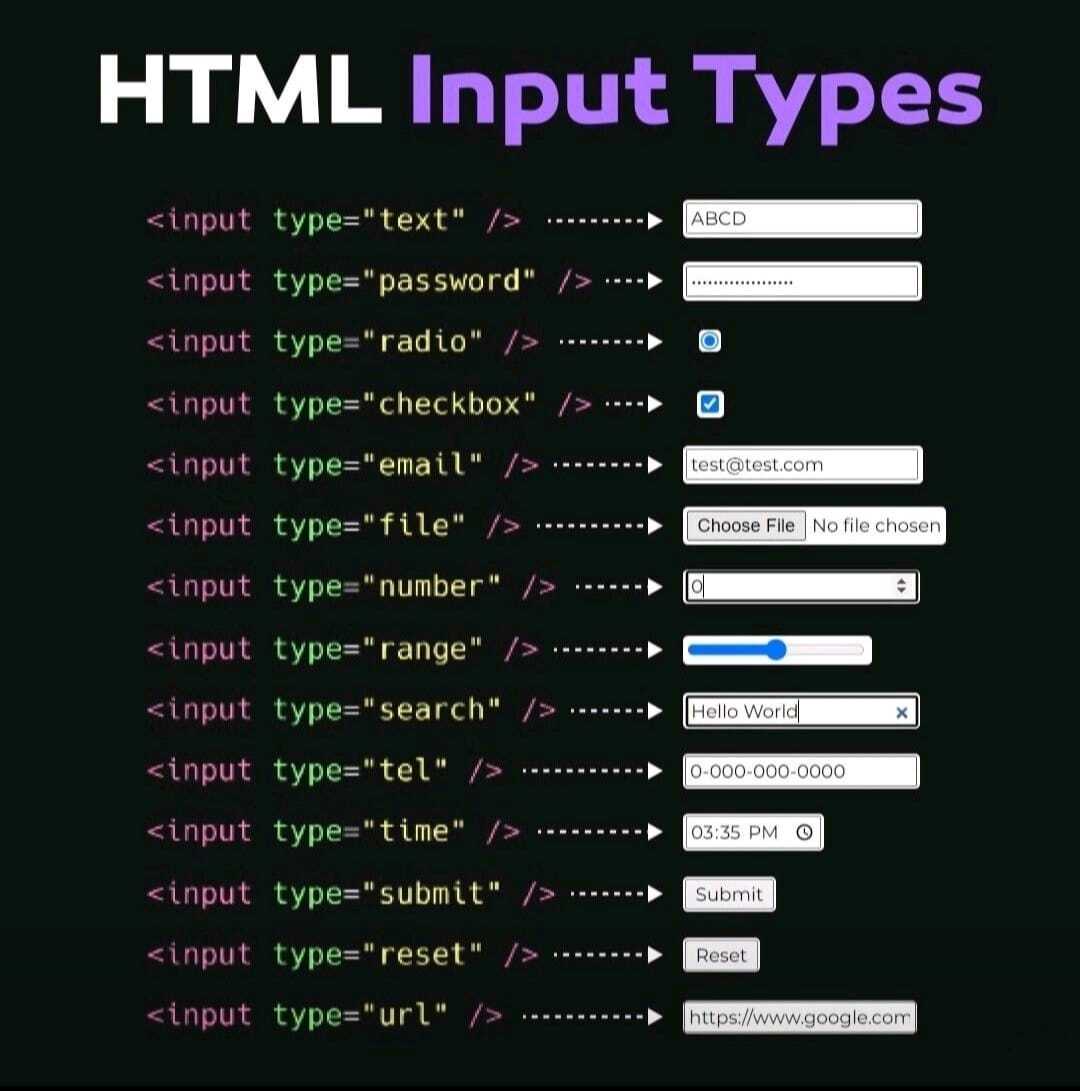 HTML Input Types
<input type="text" /> ABCD
<input type="password" /> ...................
<input type="radio" />
<input type="checkbox" />
<input type="email" /> test@test.com
<input type="file" /> Choose File No file chosen
<input type="number" /> 0
<input type="range" />
<input type="search" /> Hello World
<input type="tel" /> 0-000-000-0000
<input type="time" /> 03:35 PM
<input type="submit" /> Submit
<input type="reset" /> Reset
<input type="url" /> https://www.google.com